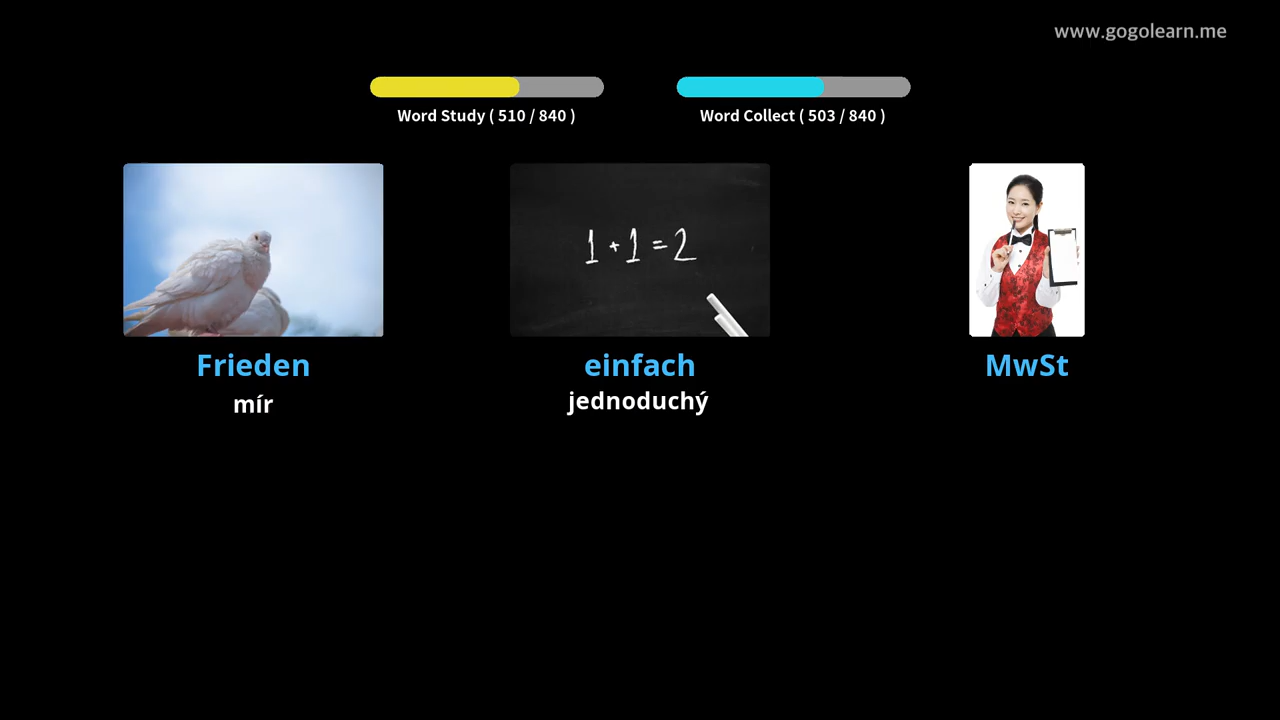 www.gogolearn.me
Word Study ( 510 / 840 )
Word Collect ( 503 / 840 )
1 + 1 = 2
Frieden
mír
einfach
jednoduchý
MwSt